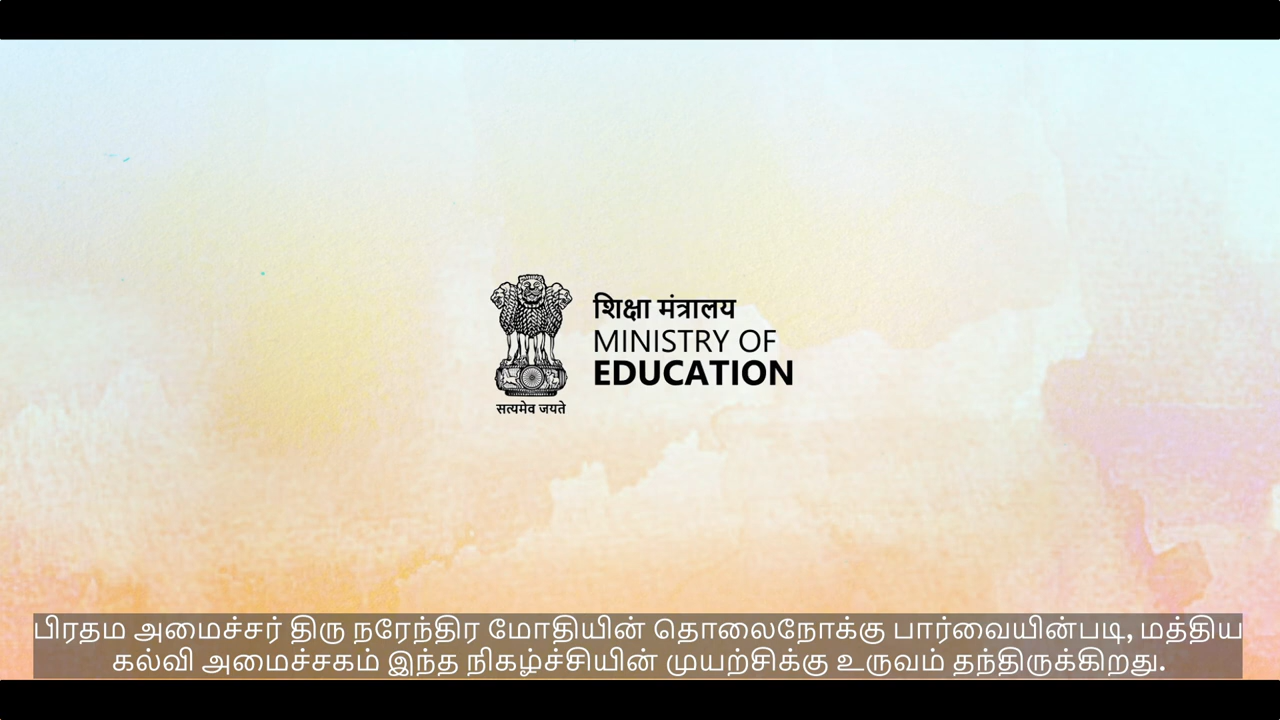 शिक्षा मंत्रालय
MINISTRY OF
EDUCATION
सत्यमेव जयते
பிரதம அமைச்சர் திரு நரேந்திர மோதியின் தொலைநோக்கு பார்வையின்படி, மத்திய
கல்வி அமைச்சகம் இந்த நிகழ்ச்சியின் முயற்சிக்கு உருவம் தந்திருக்கிறது.